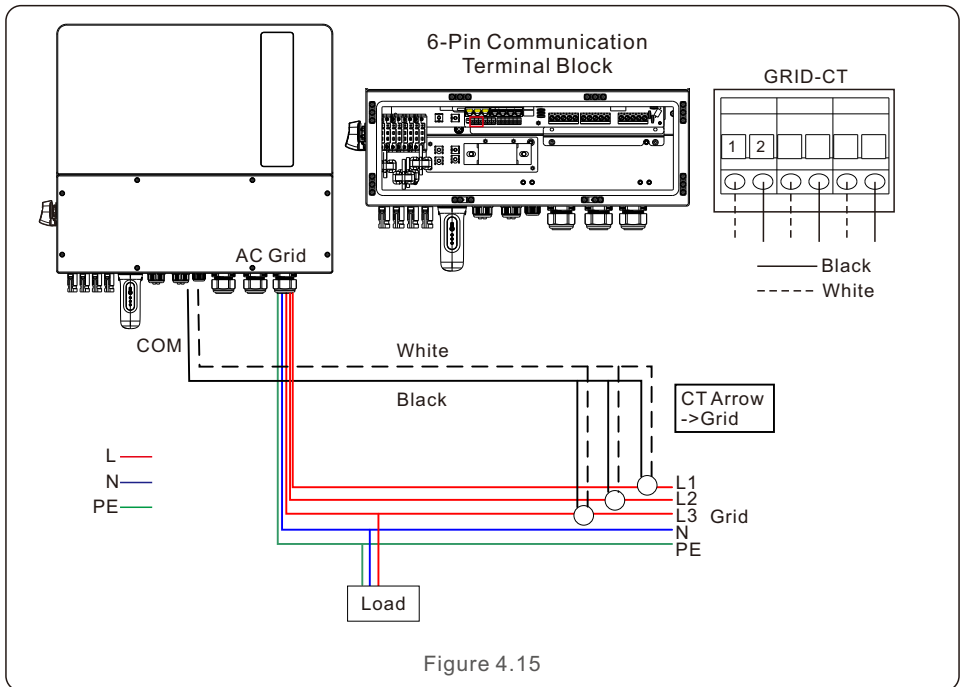 6-Pin Communication
Terminal Block
GRID-CT
1 2
Black
White
AC Grid
COM
White
Black
CT Arrow
->Grid
L
N
PE
L1
L2
L3 Grid
N
PE
Load
Figure 4.15